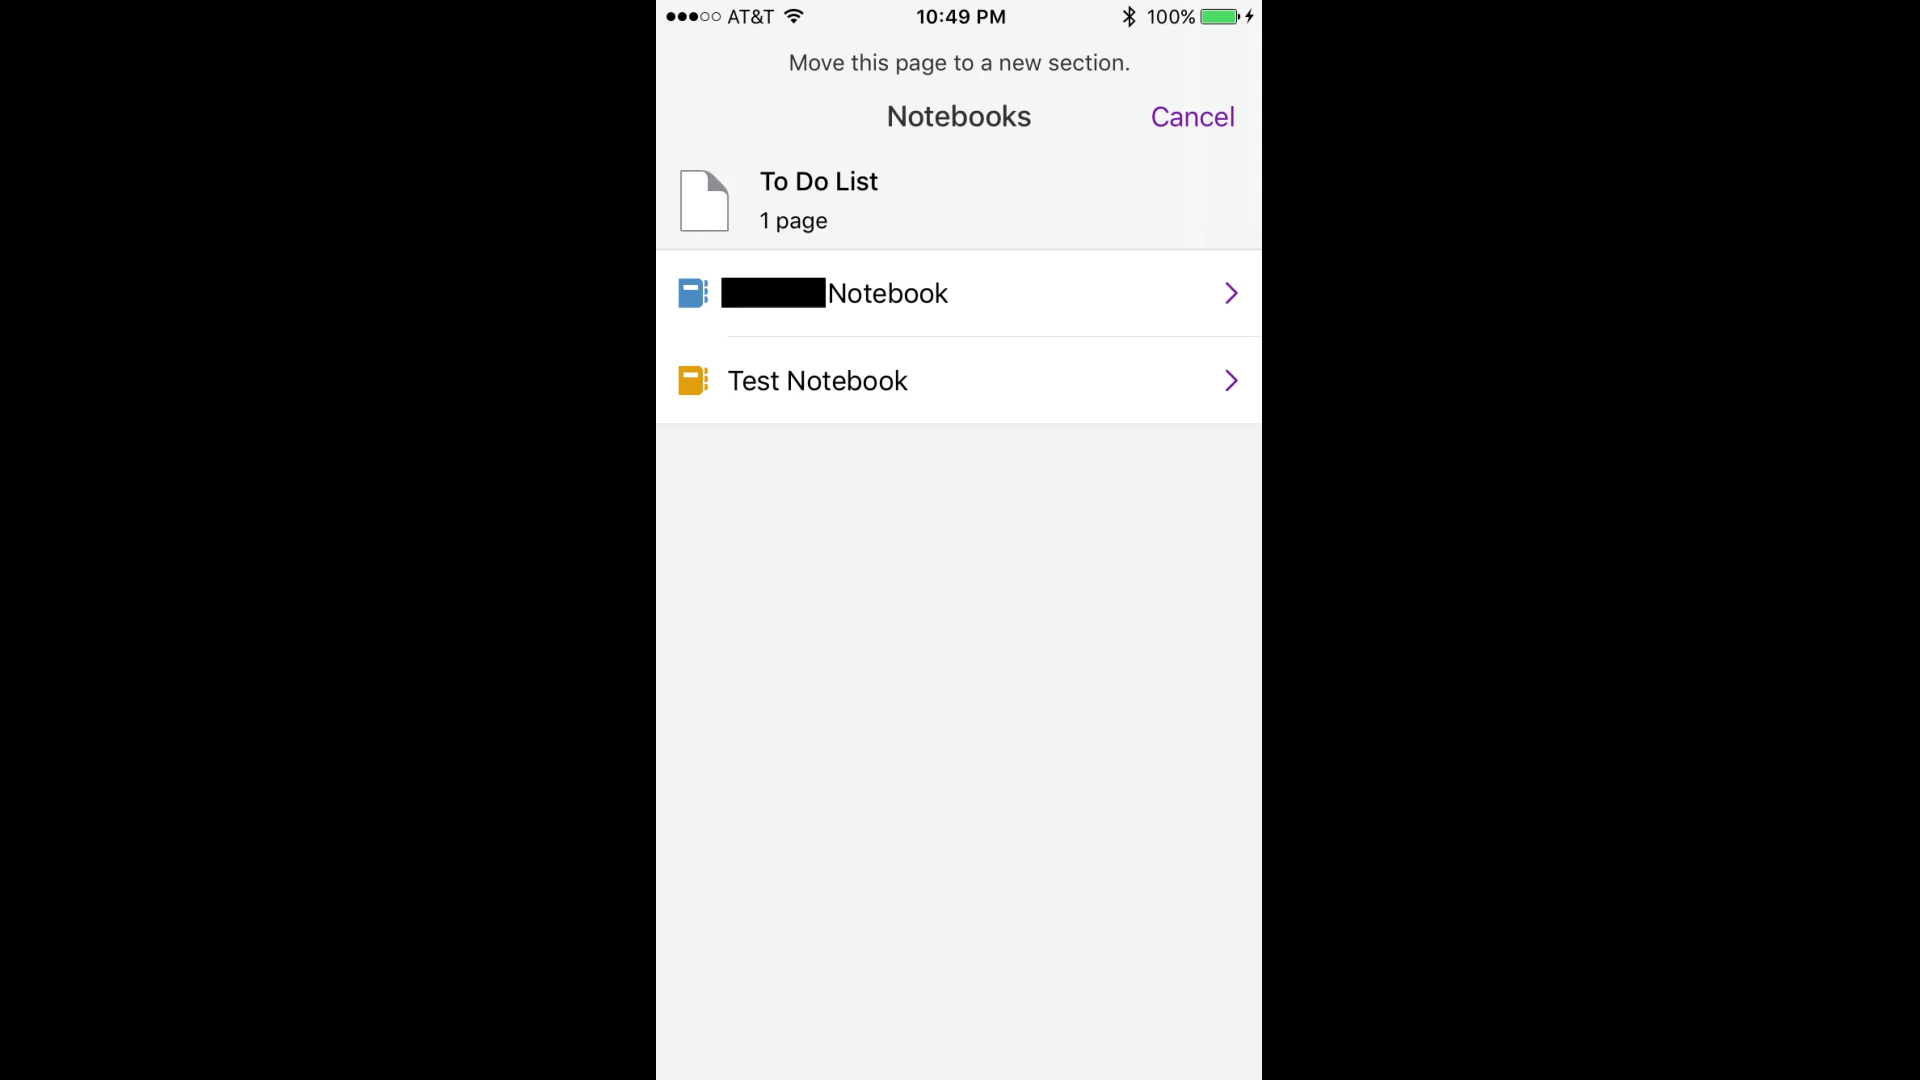 AT&T 10:49 PM 100%
Move this page to a new section.
Notebooks Cancel
To Do List
1 page
Notebook
Test Notebook